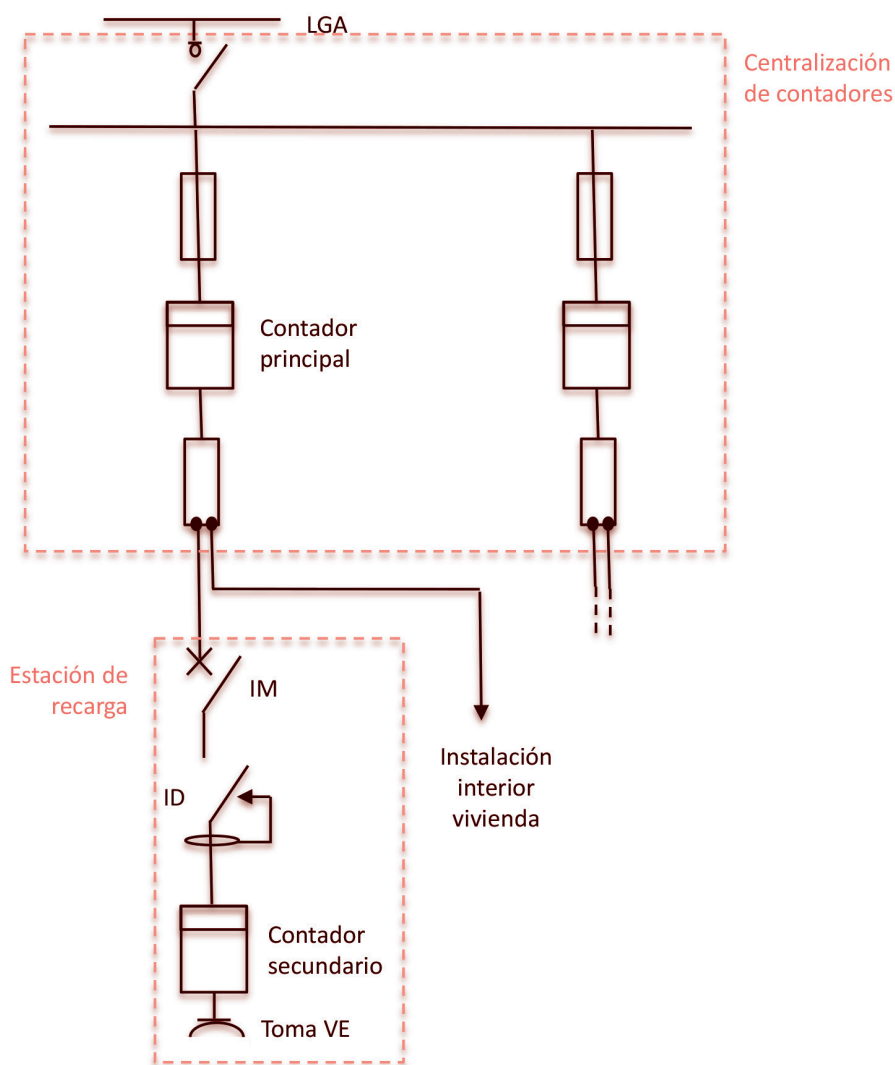 LGA
Centralización
de contadores
Contador
principal
Estación de
recarga
IM
ID
Instalación
interior
vivienda
Contador
secundario
Toma VE